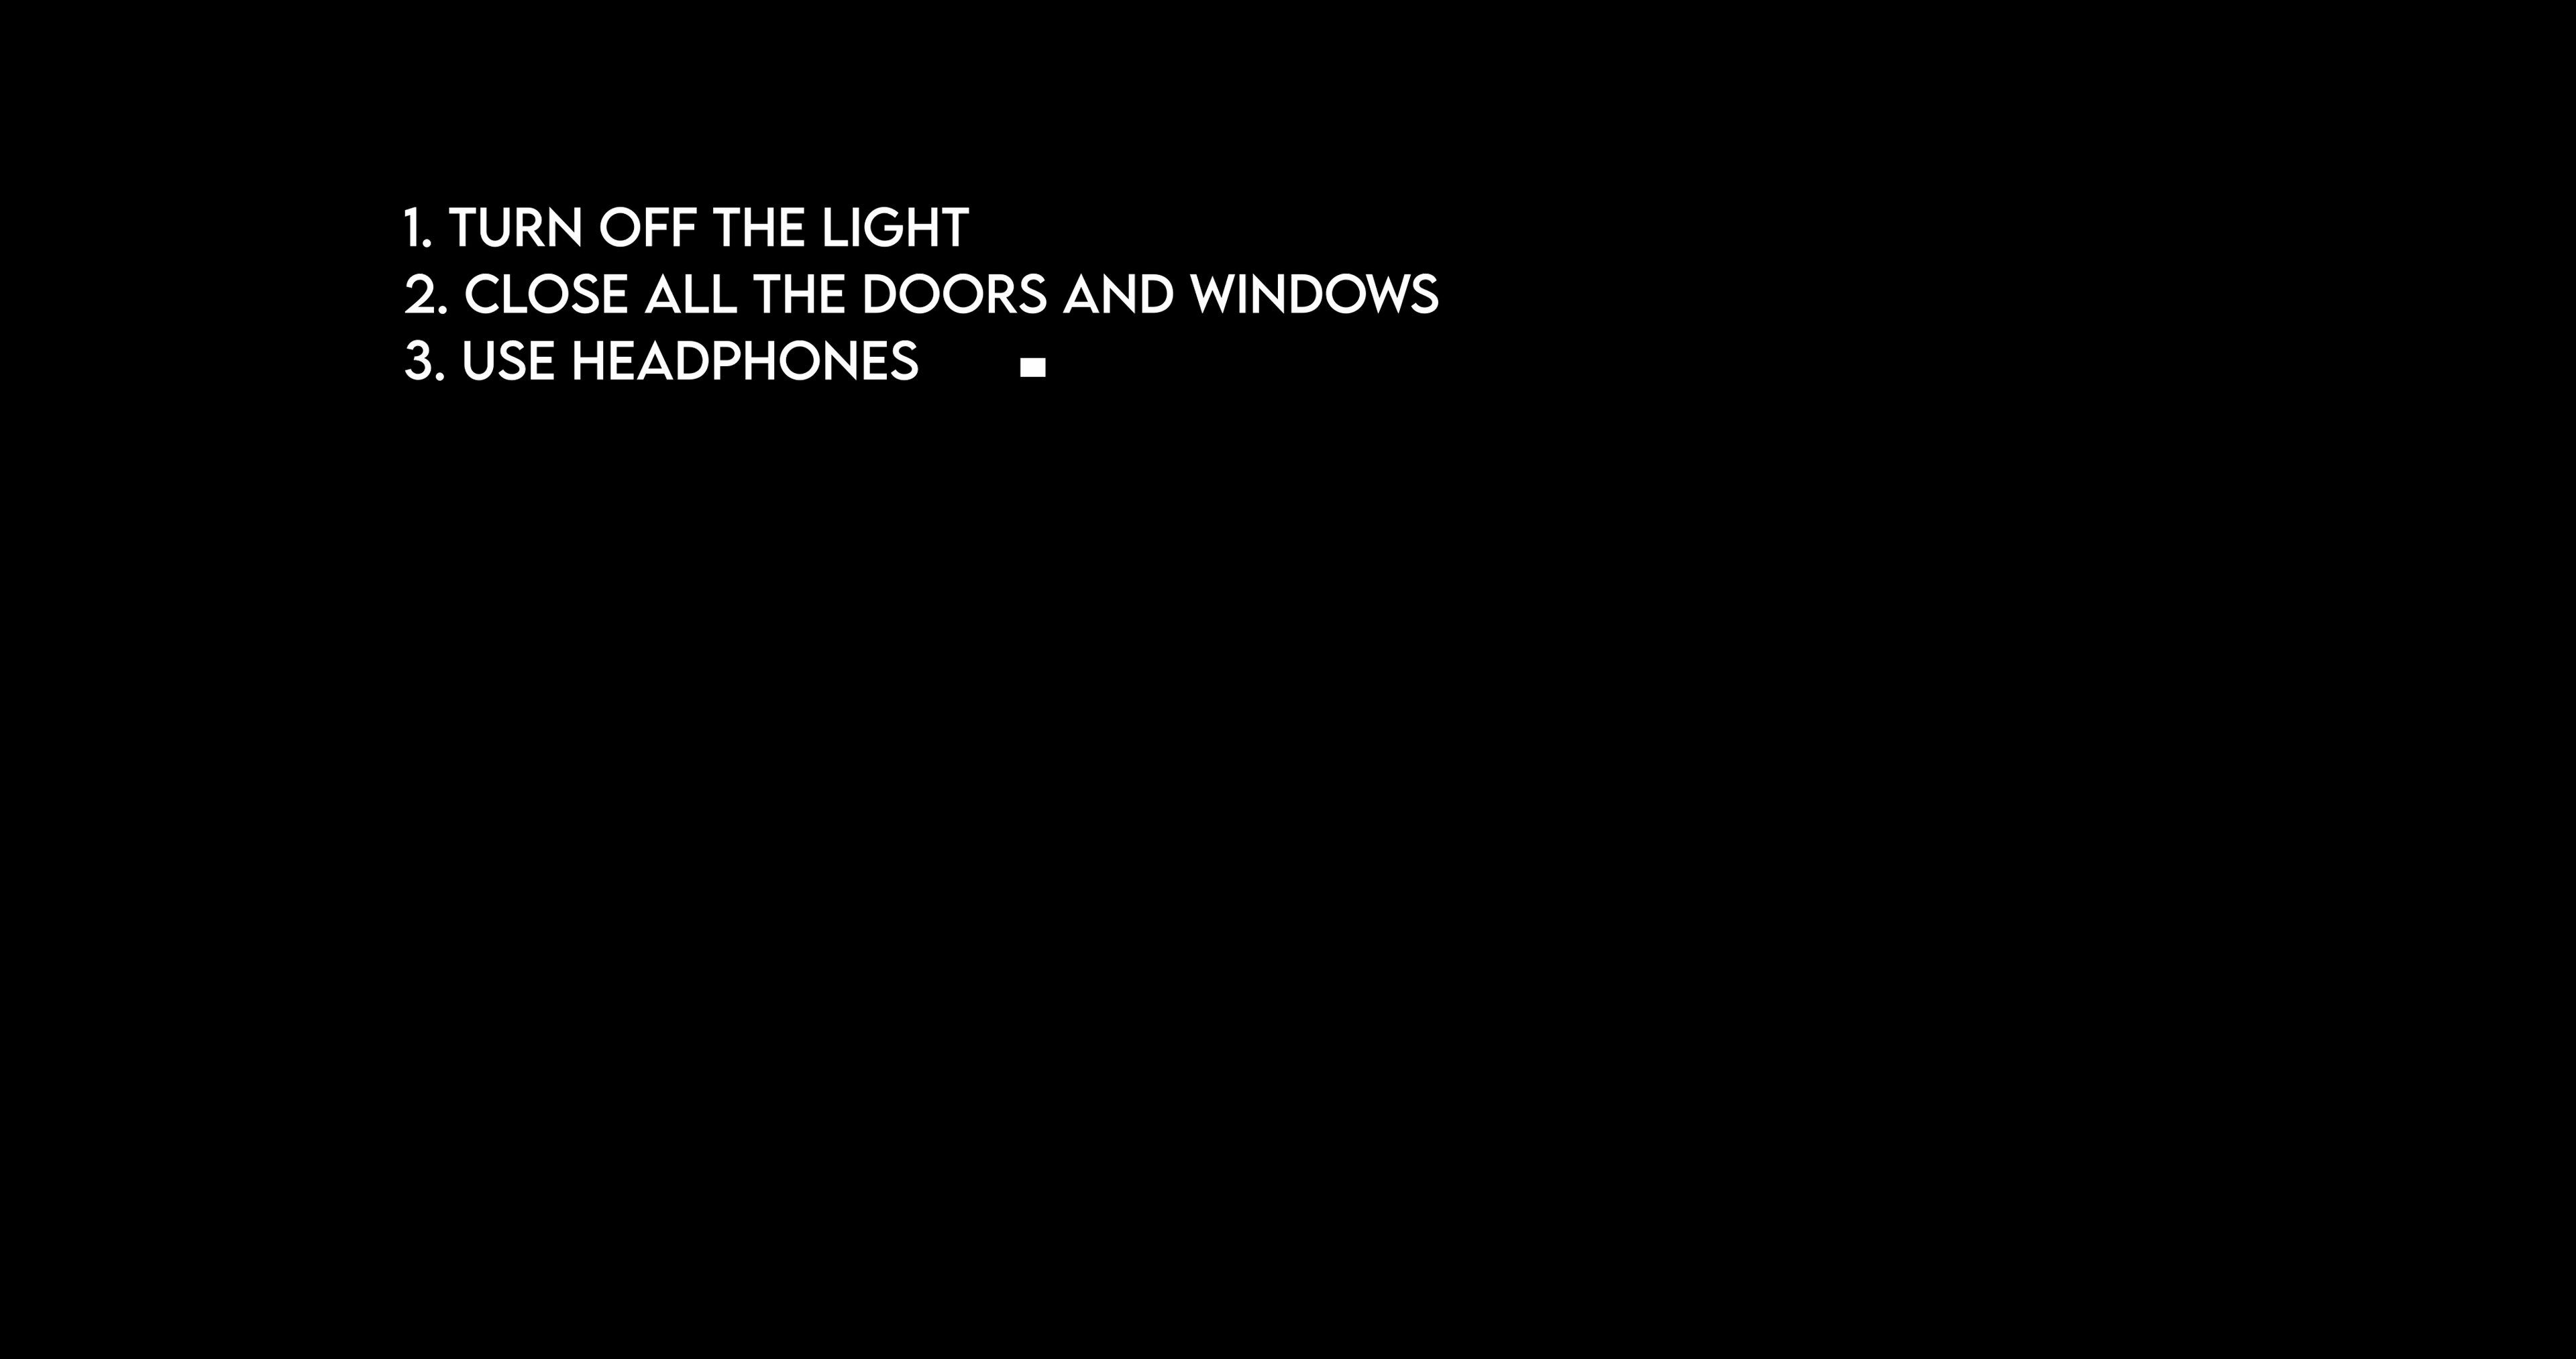 1. TURN OFF THE LIGHT
2. CLOSE ALL THE DOORS AND WINDOWS
3. USE HEADPHONES